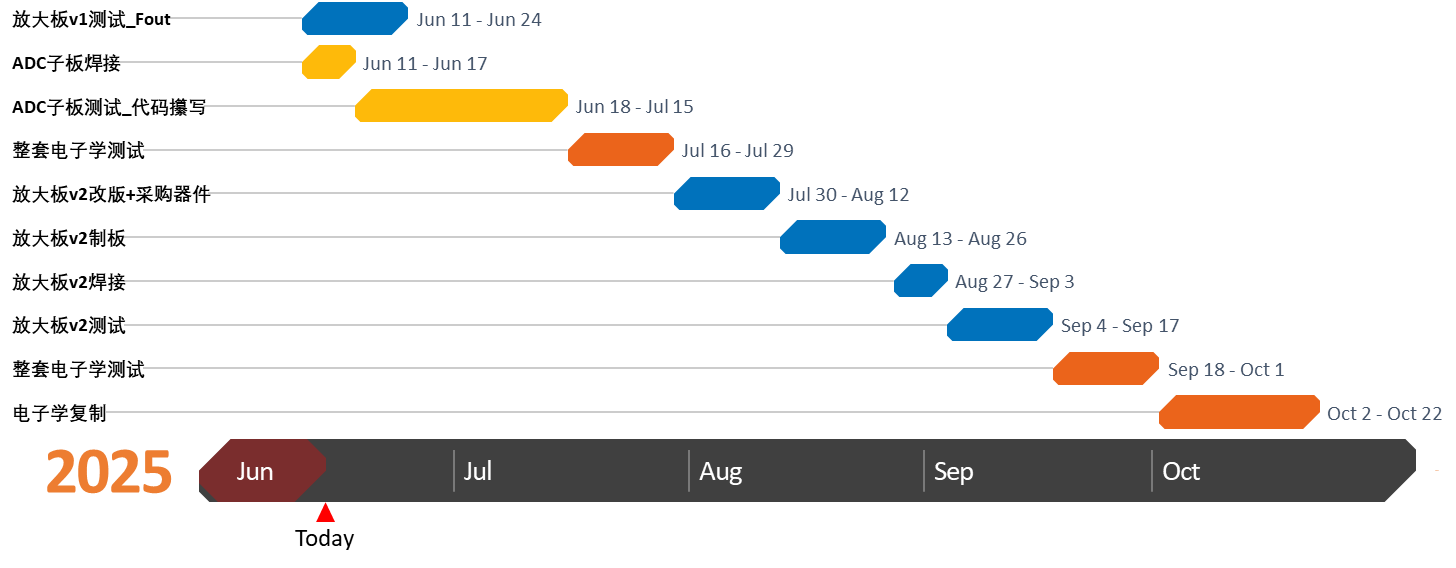 放大板v1测试_Fout
Jun 11 - Jun 24
ADC子板焊接
Jun 11 - Jun 17
ADC子板测试_代码攥写
Jun 18 - Jul 15
整套电子学测试
Jul 16 - Jul 29
放大板v2改版+采购器件
Jul 30 - Aug 12
放大板v2制板
Aug 13 - Aug 26
放大板v2焊接
Aug 27 - Sep 3
放大板v2测试
Sep 4 - Sep 17
整套电子学测试
Sep 18 - Oct 1
电子学复制
Oct 2 - Oct 22
2025
Jun
Jul
Aug
Sep
Oct
Today